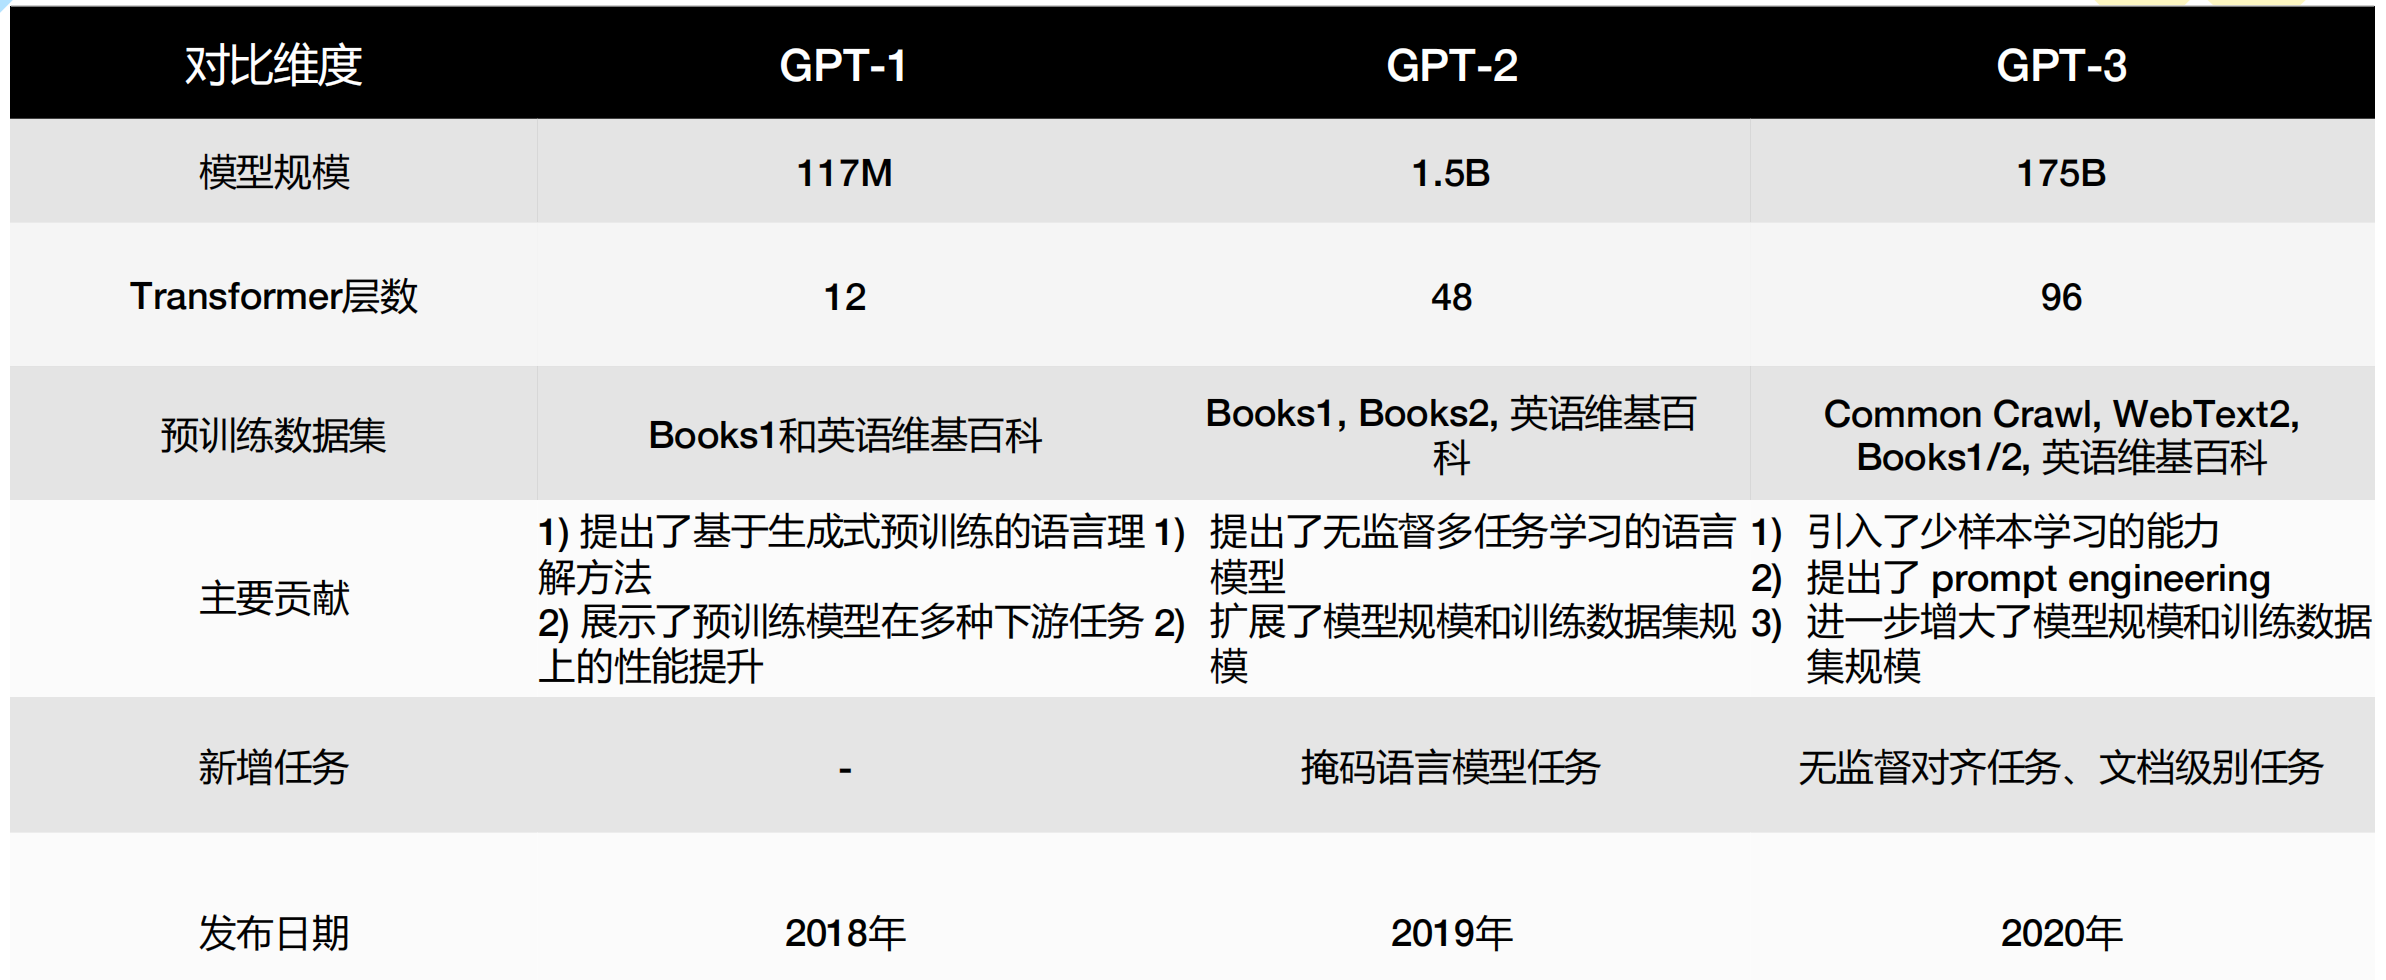 对比维度 GPT-1 GPT-2 GPT-3
模型规模 117M 1.5B 175B
Transformer层数 12 48 96
预训练数据集
Books1和英语维基百科
Books1, Books2, 英语维基百
科
Common Crawl, WebText2,
Books1/2, 英语维基百科
主要贡献
1) 提出了基于生成式预训练的语言理
解方法
2) 展示了预训练模型在多种下游任务
上的性能提升
1) 提出了无监督多任务学习的语言
模型
2) 扩展了模型规模和训练数据集规
模
1) 引入了少样本学习的能力
2) 提出了 prompt engineering
3) 进一步增大了模型规模和训练数据
集规模
新增任务 - 掩码语言模型任务 无监督对齐任务、文档级别任务
发布日期 2018年 2019年 2020年